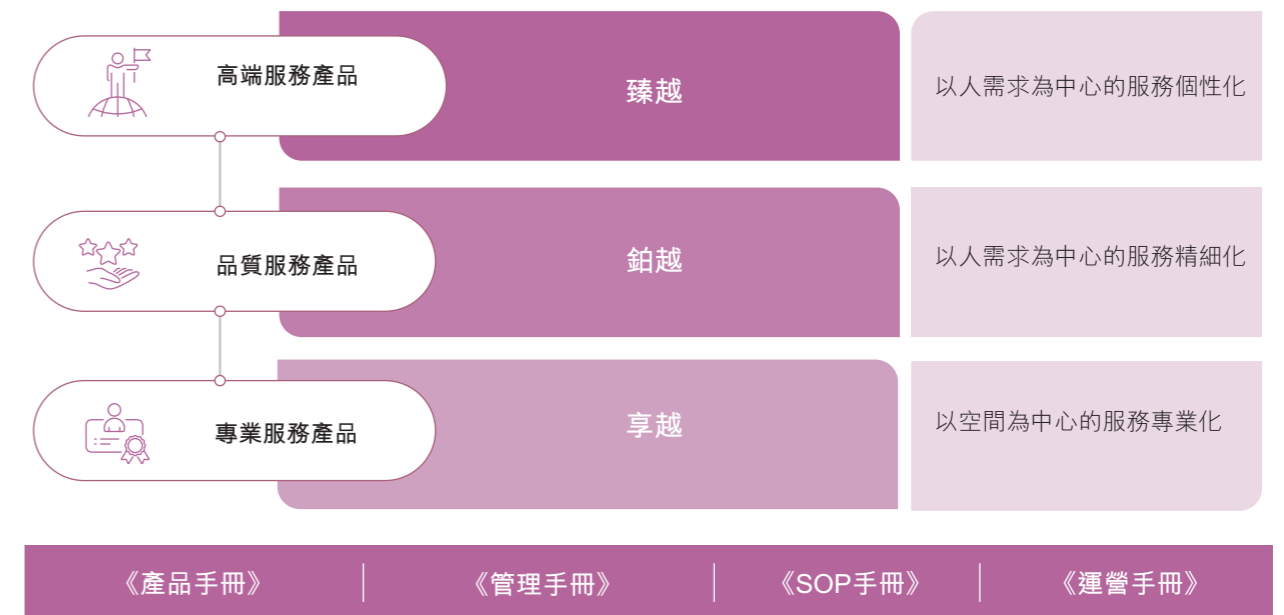 高端服務產品
臻越
以人需求為中心的服務個性化
品質服務產品
鉑越
以人需求為中心的服務精細化
專業服務產品
享越
以空間為中心的服務專業化
《產品手冊》
《管理手冊》
《SOP手冊》
《運營手冊》